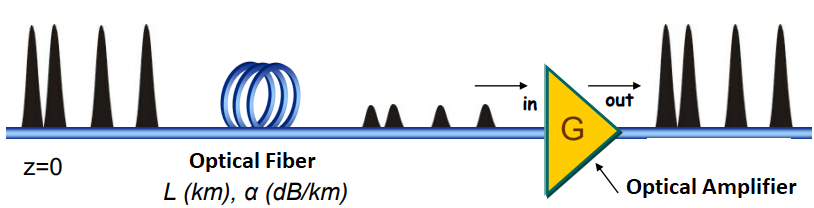 in
out
G
z=0
Optical Fiber
L (km), α (dB/km)
Optical Amplifier